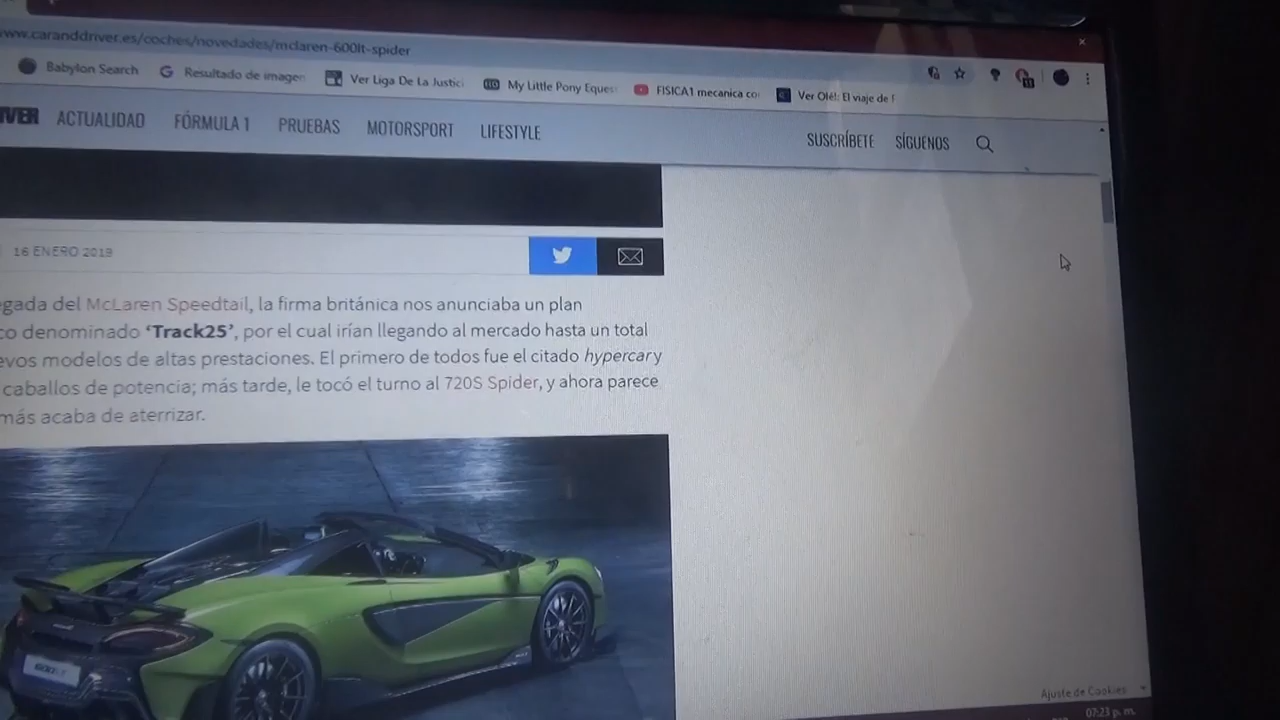 www.caranddriver.es/coches/novedades/mclaren-600lt-spider
Babylon Search
Resultado de imagen
Ver Liga De La Justici
My Little Pony Eques
FISICA1 mecanica co
Ver Olé!: El viaje de f
IVER ACTUALIDAD FÓRMULA 1 PRUEBAS MOTORSPORT LIFESTYLE SUSCRÍBETE SÍGUENOS
16 ENERO 2019
egada del McLaren Speedtail, la firma británica nos anunciaba un plan
co denominado ‘Track25’, por el cual irían llegando al mercado hasta un total
evos modelos de altas prestaciones. El primero de todos fue el citado hypercar y
caballos de potencia; más tarde, le tocó el turno al 720S Spider, y ahora parece
más acaba de aterrizar.
Ajuste de Cookies
07:23 p. m.